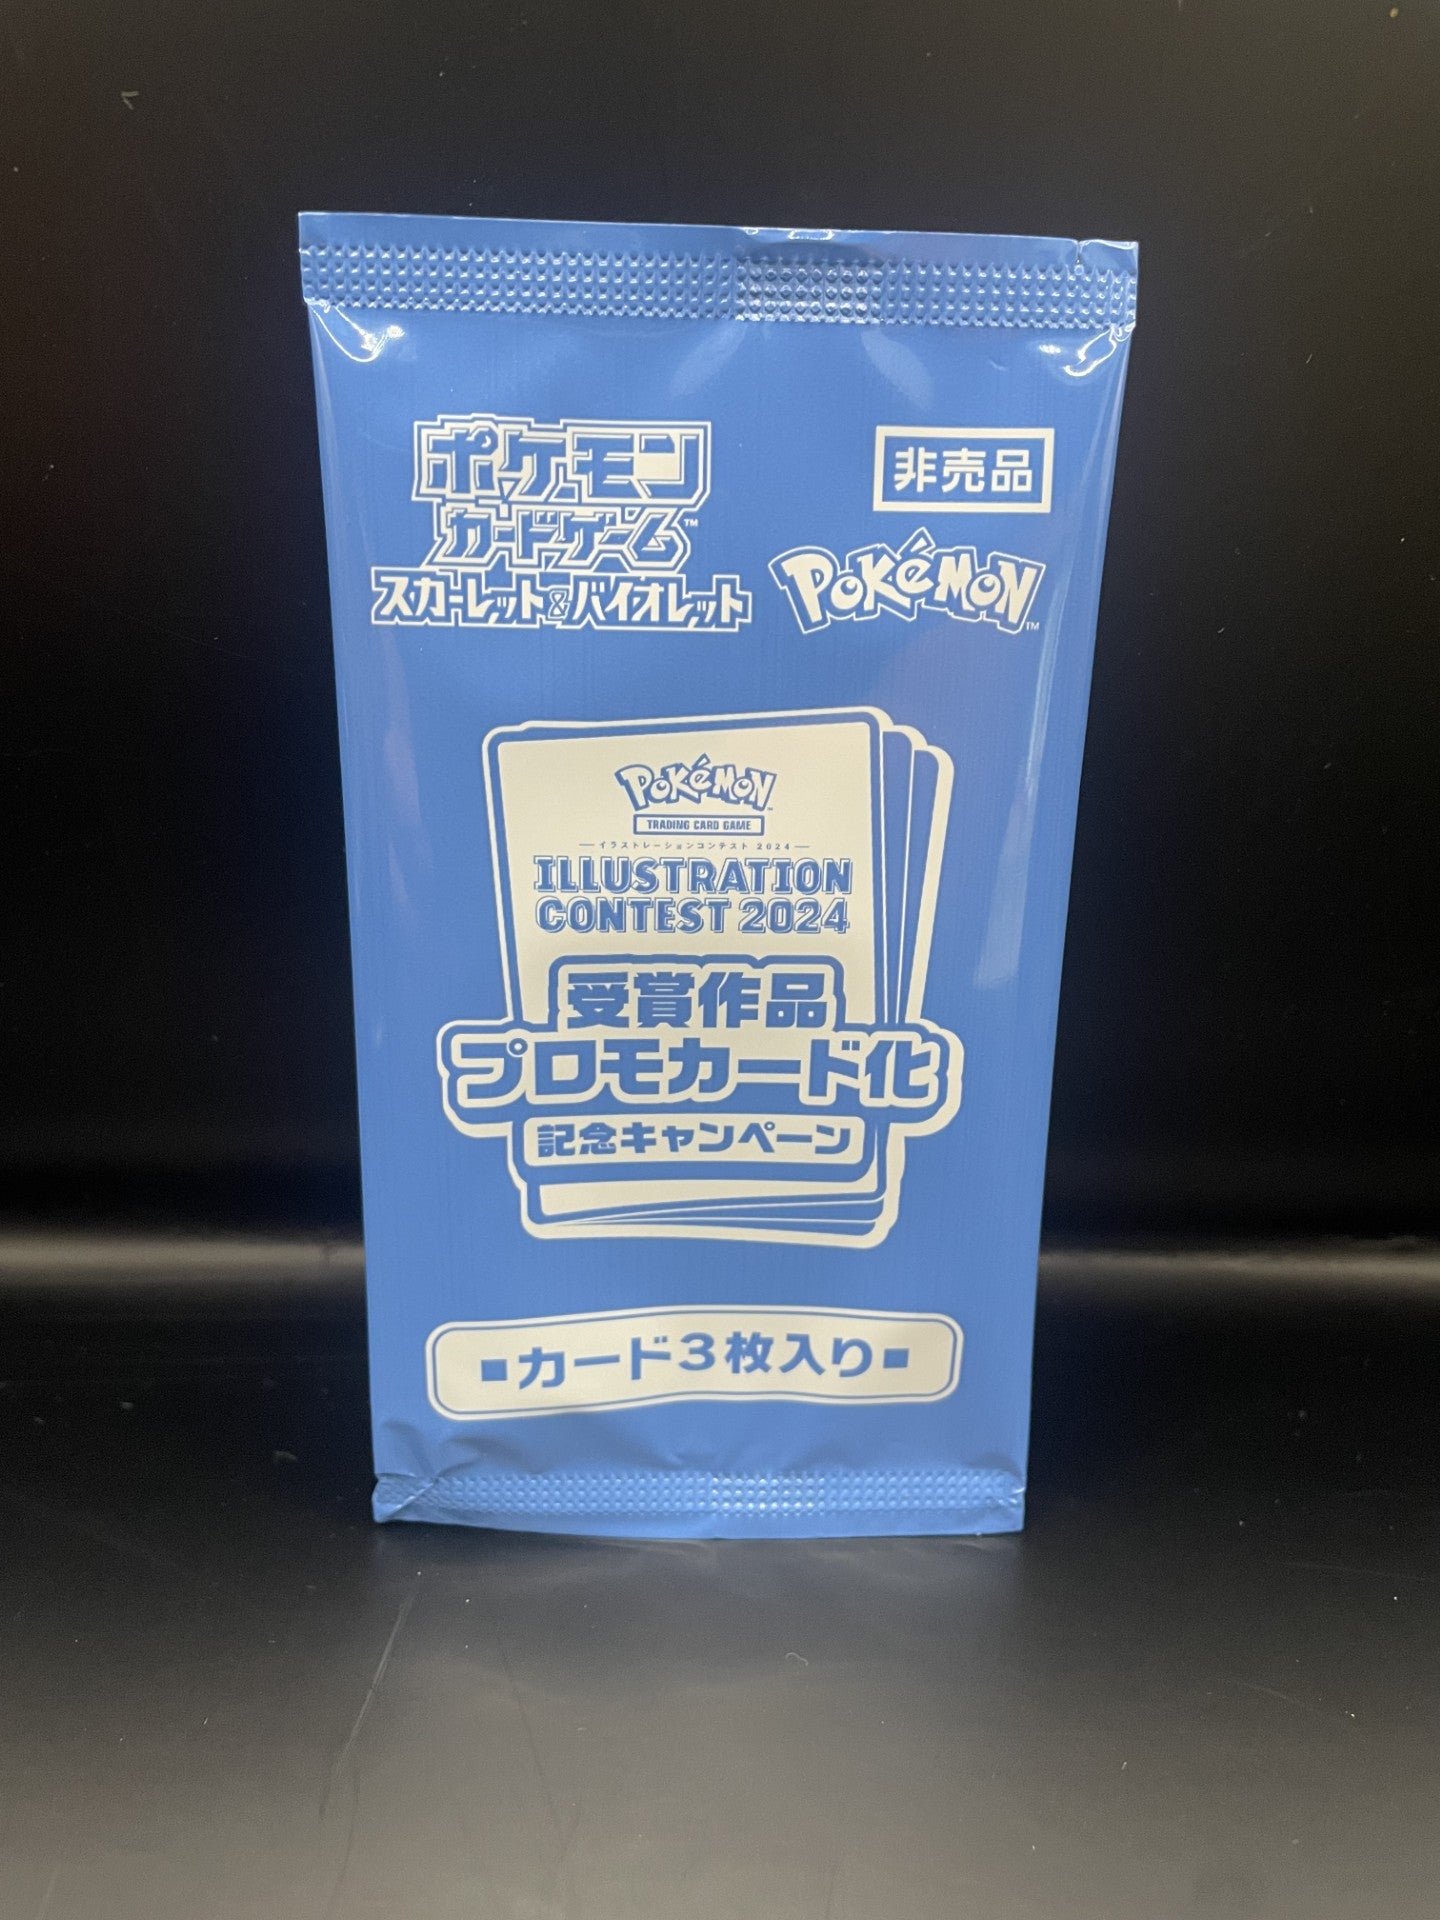 ポケモン
カードゲーム™
スカーレット&バイオレット
非売品
POKéMON™
POKéMON
TRADING CARD GAME
イラストレーションコンテスト 2024
ILLUSTRATION
CONTEST 2024
受賞作品
プロモカード化
記念キャンペーン
■カード3枚入り■